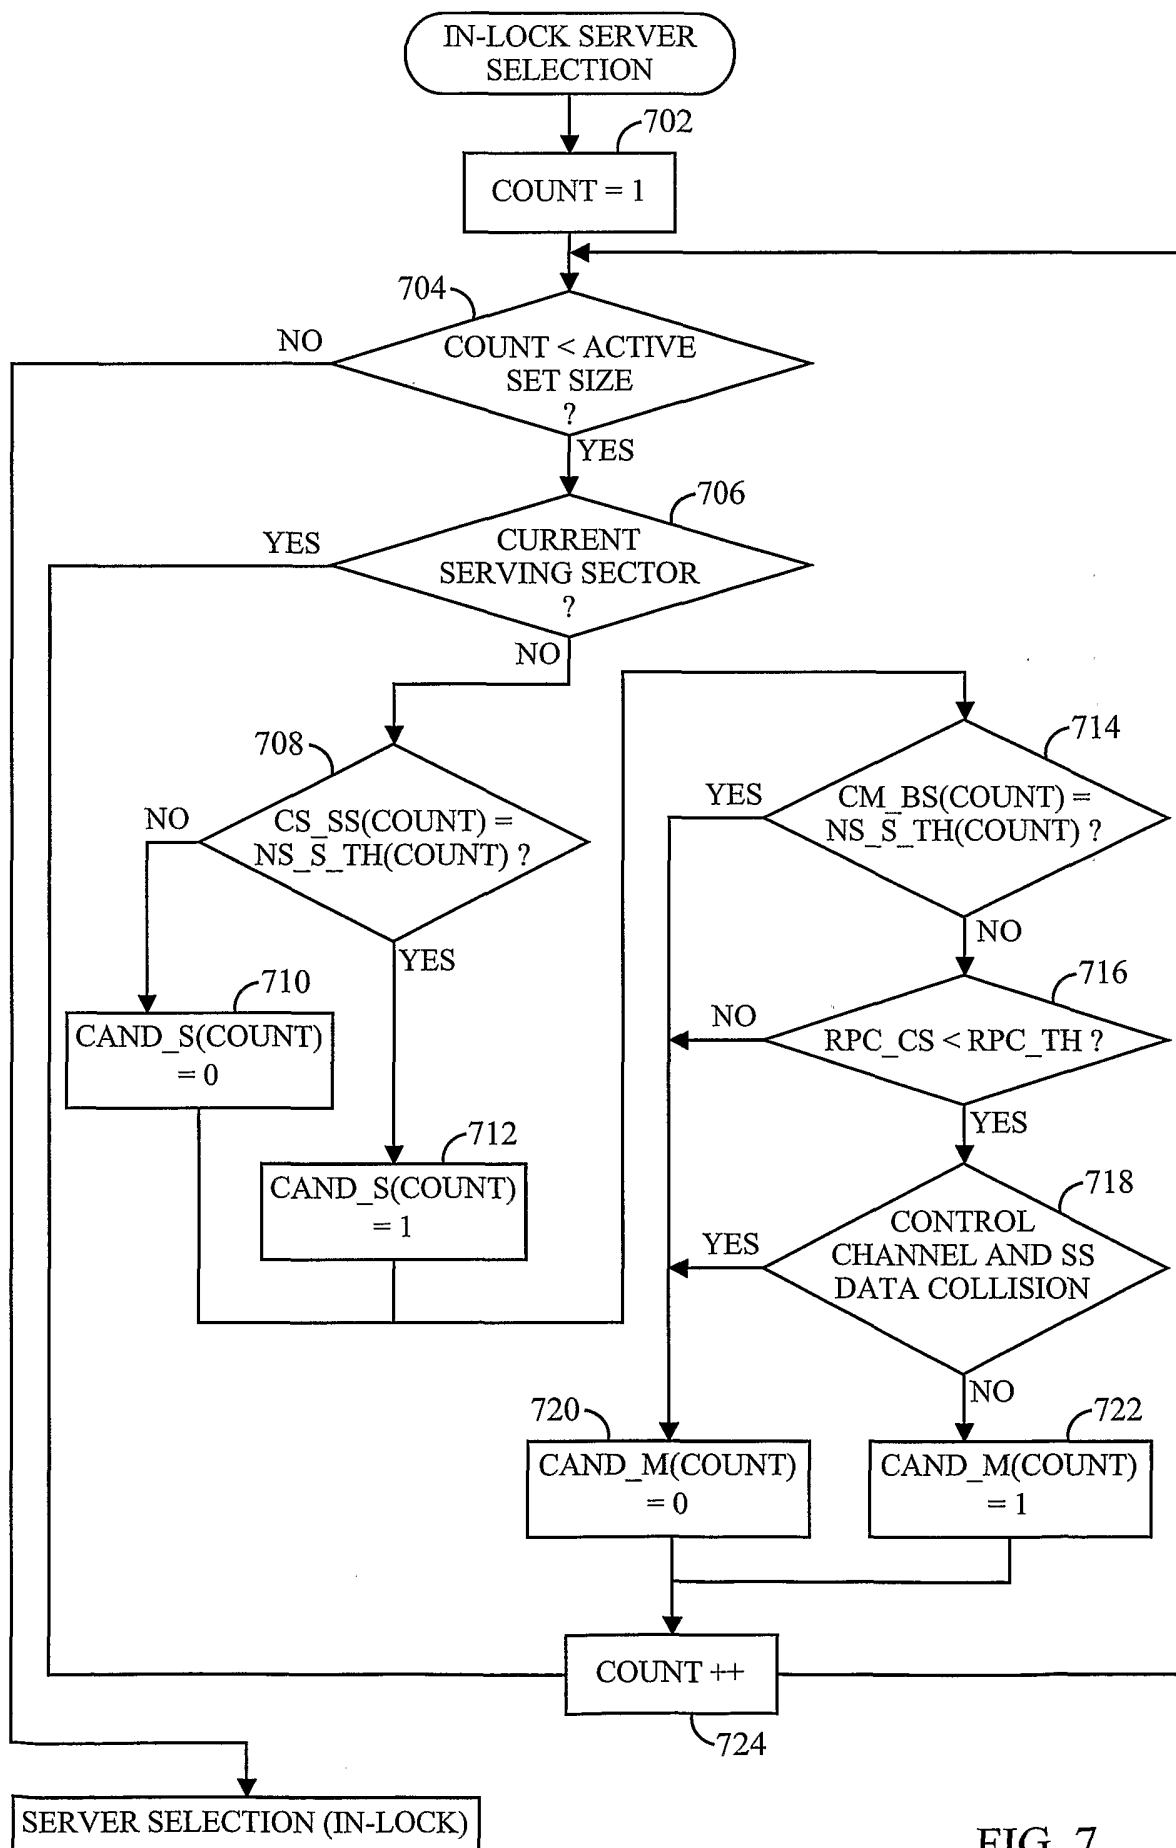 IN-LOCK SERVER
SELECTION
702
COUNT = 1
704
NO
COUNT < ACTIVE
SET SIZE
?
YES
706
YES
CURRENT
SERVING SECTOR
?
NO
708
NO
CS_SS(COUNT) =
NS_S_TH(COUNT) ?
YES
710
CAND_S(COUNT)
= 0
712
CAND_S(COUNT)
= 1
714
YES
CM_BS(COUNT) =
NS_S_TH(COUNT) ?
NO
716
NO
RPC_CS < RPC_TH ?
YES
718
YES
CONTROL
CHANNEL AND SS
DATA COLLISION
NO
720
CAND_M(COUNT)
= 0
722
CAND_M(COUNT)
= 1
COUNT ++
724
SERVER SELECTION (IN-LOCK)
FIG. 7